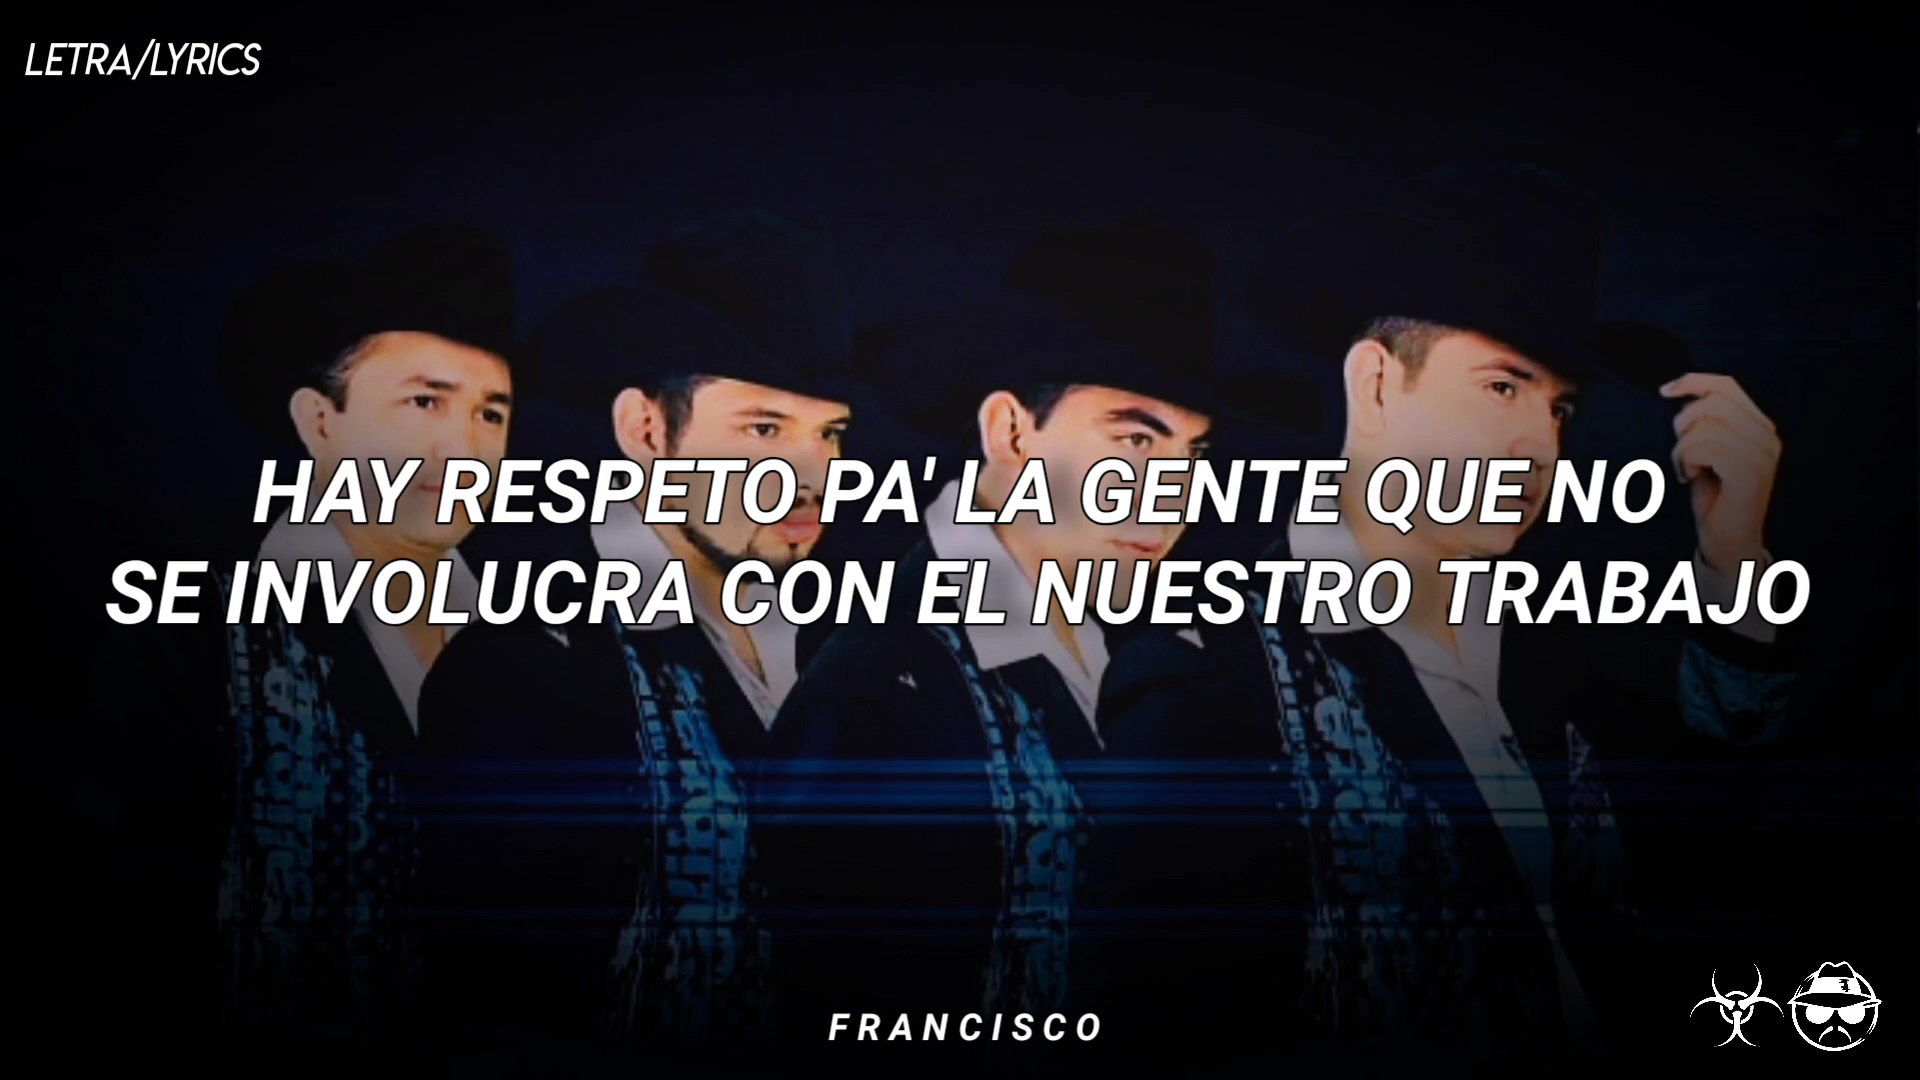 LETRA/LYRICS
HAY RESPETO PA' LA GENTE QUE NO
SE INVOLUCRA CON EL NUESTRO TRABAJO
FRANCISCO